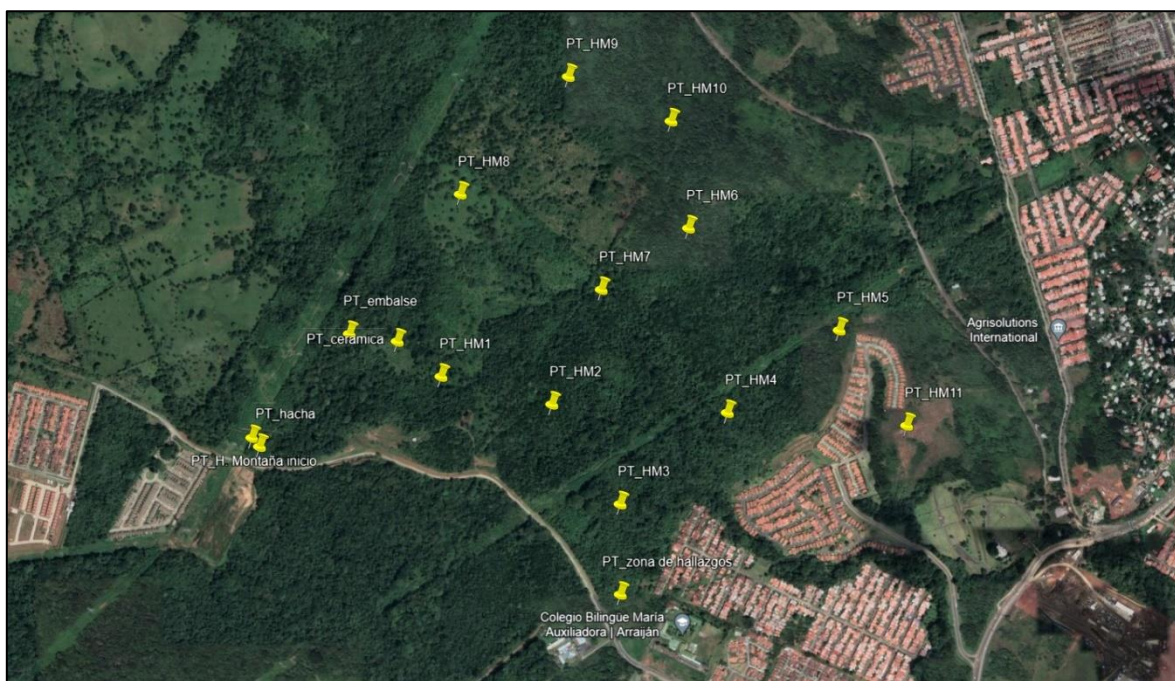 PT_HM9
PT_HM10
PT_HM8
PT_HM6
PT_HM7
PT_HM5
PT_embalse
PT_cerámica
Agrisolutions
International
PT_HM1
PT_HM2
PT_HM4
PT_HM11
PT_hacha
PT_H_Montaña inicio
PT_HM3
PT_zona de hallazgos
Colegio Bilingüe María
Auxiliadora | Arraiján